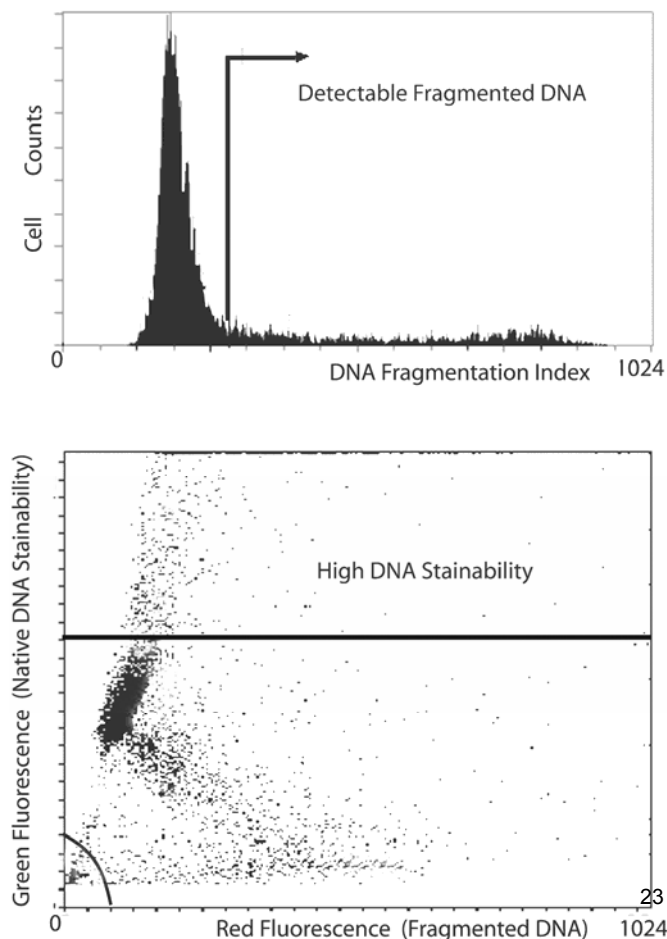 Detectable Fragmented DNA
Cell Counts
0
1024
DNA Fragmentation Index
High DNA Stainability
Green Fluorescence (Native DNA Stainability)
23
0
1024
Red Fluorescence (Fragmented DNA)